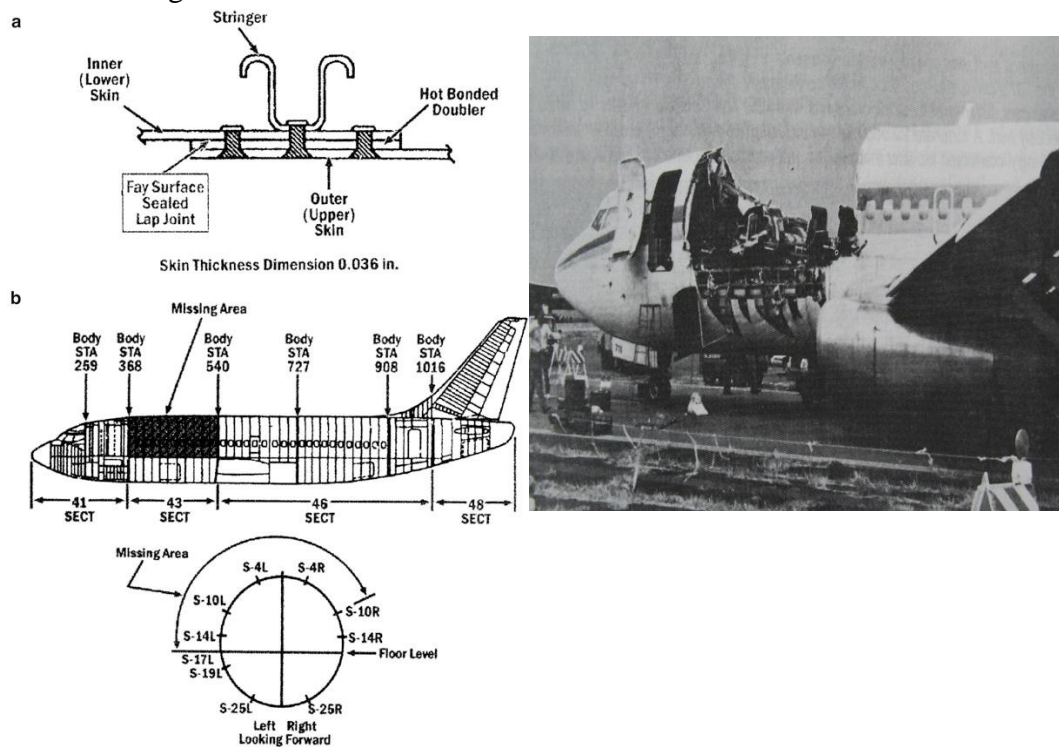 a
Stringer
Inner
(Lower)
Skin
Hot Bonded
Doubler
Fay Surface
Sealed
Lap Joint
Outer
(Upper)
Skin
Skin Thickness Dimension 0.036 in.
b
Missing Area
Body
STA
259
Body
STA
368
Body
STA
540
Body
STA
727
Body
STA
908
Body
STA
1016
41
SECT
43
SECT
46
SECT
48
SECT
Missing Area
S-4L
S-4R
S-10L
S-10R
S-14L
S-14R
Floor Level
S-17L
S-19L
S-25L
S-25R
Left Right
Looking Forward